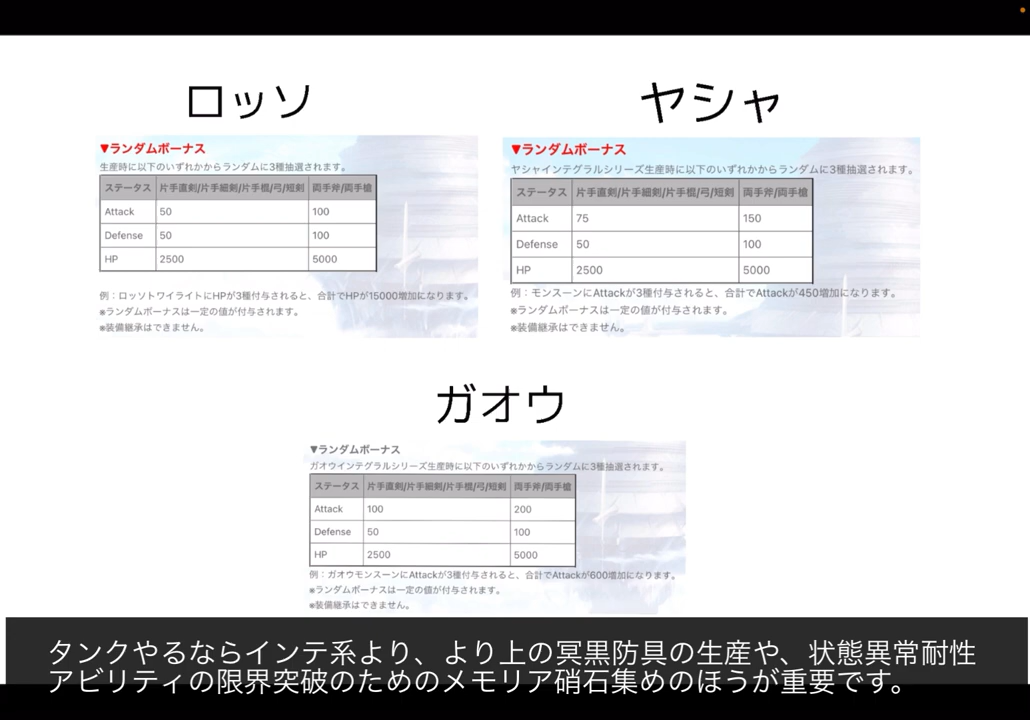 ロッソ
▼ランダムボーナス
生産時に以下のいずれかからランダムに3種抽選されます。
ステータス 片手直剣/片手細剣/片手棍/弓/短剣 両手斧/両手槍
Attack 50 100
Defense 50 100
HP 2500 5000
例：ロッソトワイライトにHPが3種付与されると、合計でHPが15000増加になります。
※ランダムボーナスは一定の値が付与されます。
※装備継承はできません。
ヤシャ
▼ランダムボーナス
ヤシャインテグラルシリーズ生産時に以下のいずれかからランダムに3種抽選されます。
ステータス 片手直剣/片手細剣/片手棍/弓/短剣 両手斧/両手槍
Attack 75 150
Defense 50 100
HP 2500 5000
例：モンスーンにAttackが3種付与されると、合計でAttackが450増加になります。
※ランダムボーナスは一定の値が付与されます。
※装備継承はできません。
ガオウ
▼ランダムボーナス
ガオウインテグラルシリーズ生産時に以下のいずれかからランダムに3種抽選されます。
ステータス 片手直剣/片手細剣/片手棍/弓/短剣 両手斧/両手槍
Attack 100 200
Defense 50 100
HP 2500 5000
例：ガオウモンスーンにAttackが3種付与されると、合計でAttackが600増加になります。
※ランダムボーナスは一定の値が付与されます。
※装備継承はできません。
タンクやるならインテ系より、より上の冥黒防具の生産や、状態異常耐性
アビリティの限界突破のためのメモリア硝石集めのほうが重要です。